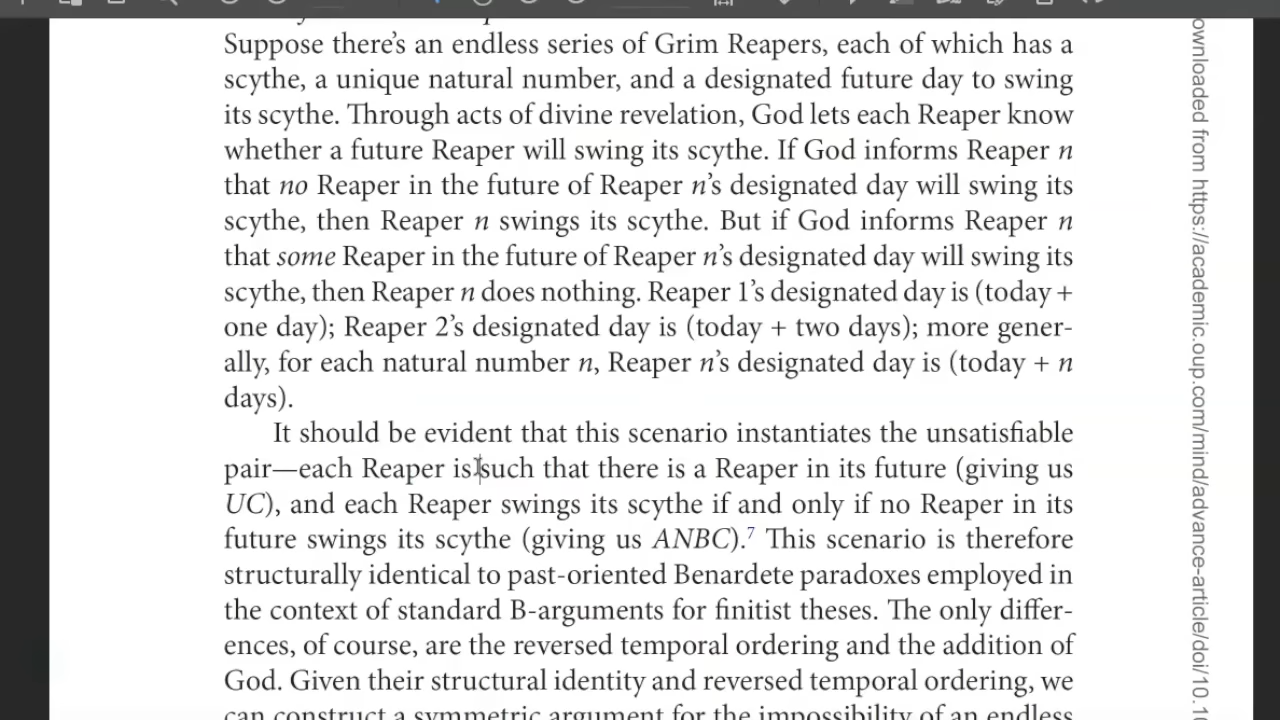 Suppose there's an endless series of Grim Reapers, each of which has a
scythe, a unique natural number, and a designated future day to swing
its scythe. Through acts of divine revelation, God lets each Reaper know
whether a future Reaper will swing its scythe. If God informs Reaper n
that no Reaper in the future of Reaper n's designated day will swing its
scythe, then Reaper n swings its scythe. But if God informs Reaper n
that some Reaper in the future of Reaper n's designated day will swing its
scythe, then Reaper n does nothing. Reaper 1's designated day is (today +
one day); Reaper 2's designated day is (today + two days); more gener-
ally, for each natural number n, Reaper n's designated day is (today + n
days).
It should be evident that this scenario instantiates the unsatisfiable
pair—each Reaper is such that there is a Reaper in its future (giving us
UC), and each Reaper swings its scythe if and only if no Reaper in its
future swings its scythe (giving us ANBC).7 This scenario is therefore
structurally identical to past-oriented Benardete paradoxes employed in
the context of standard B-arguments for finitist theses. The only differ-
ences, of course, are the reversed temporal ordering and the addition of
God. Given their structural identity and reversed temporal ordering, we
can construct a symmetric argument for the impossibility of an endless
ownloaded from https://academic.oup.com/mind/advance-article/doi/10.1